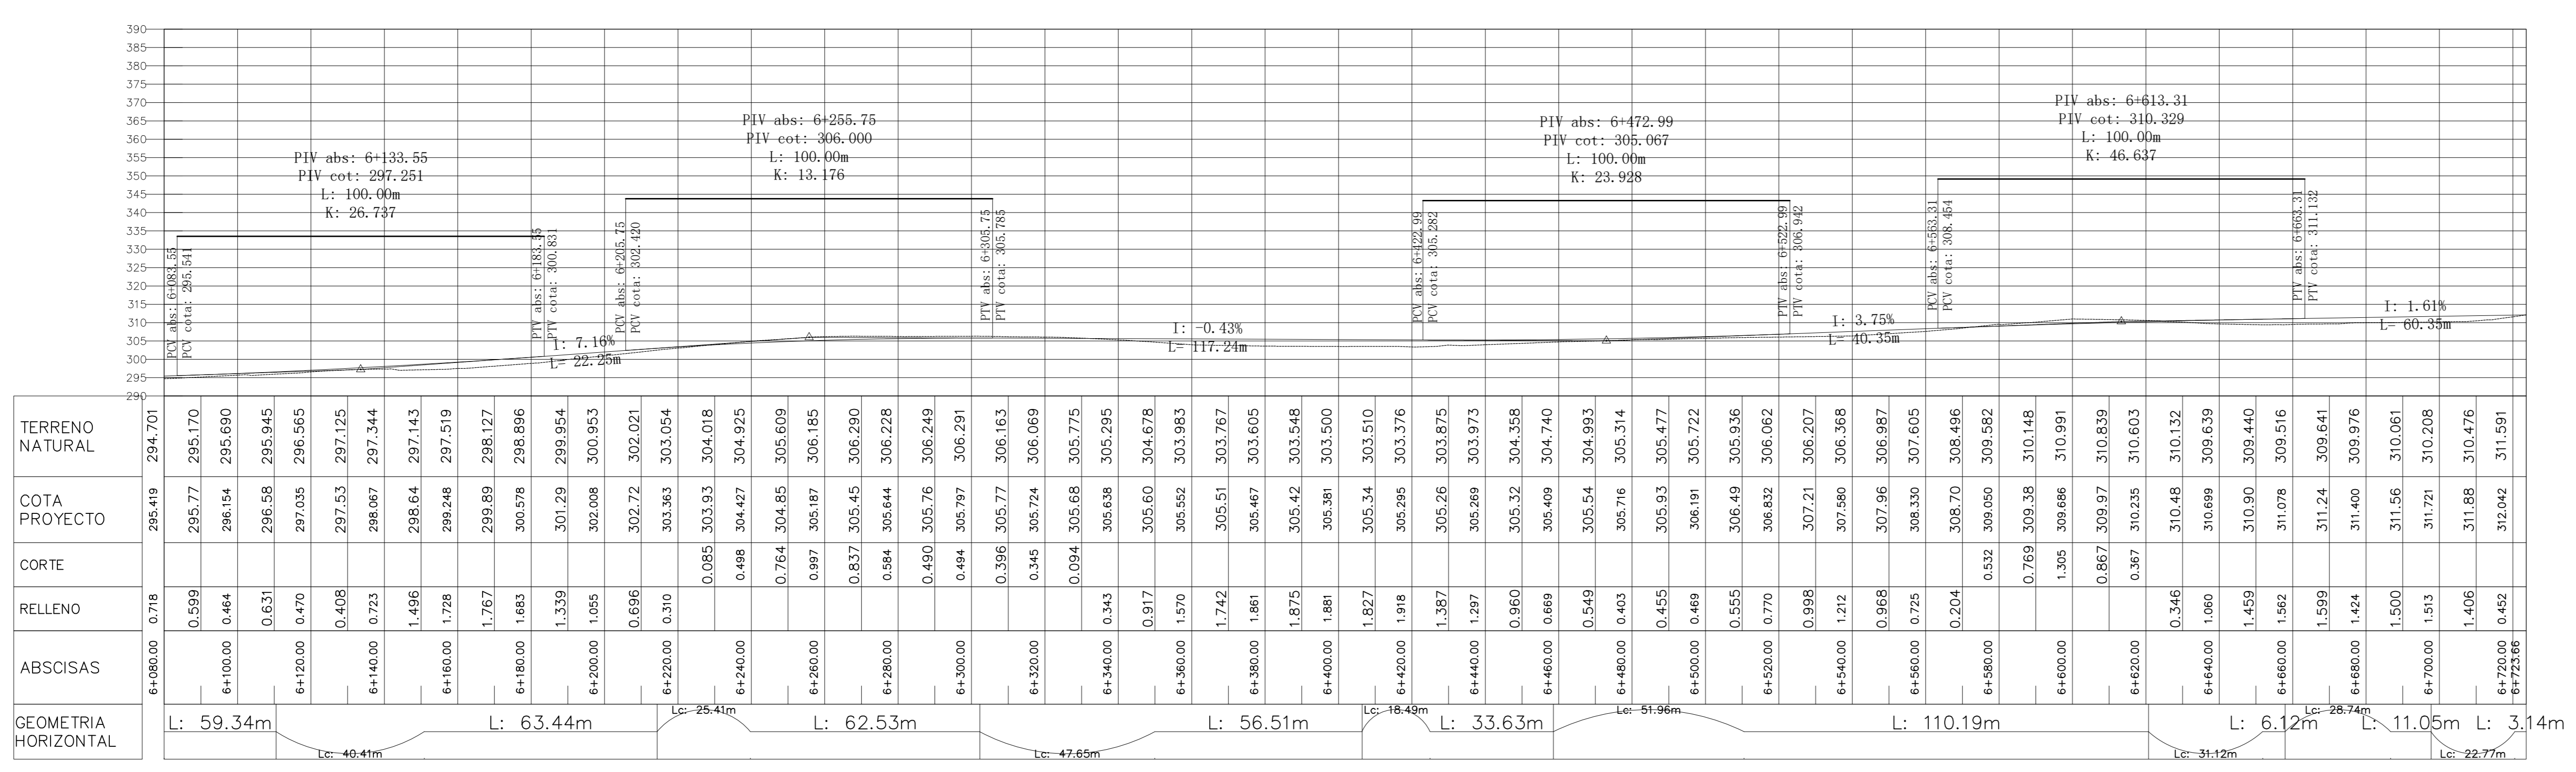 390
385
380
375
370
365
360
355
350
345
340
335
330
325
320
315
310
305
300
295
290
PIV abs: 6+133.55
PIV cot: 297.251
L: 100.00m
K: 26.737
PIV abs: 6+255.75
PIV cot: 306.000
L: 100.00m
K: 13.176
PIV abs: 6+472.99
PIV cot: 305.067
L: 100.00m
K: 23.928
PIV abs: 6+613.31
PIV cot: 310.329
L: 100.00m
K: 46.637
PCV abs: 6+083.55
PCV cota: 295.541
PTV abs: 6+183.55
PTV cota: 300.831
PCV abs: 6+205.75
PCV cota: 302.420
PTV abs: 6+305.75
PTV cota: 305.785
PCV abs: 6+422.99
PCV cota: 305.282
PTV abs: 6+522.99
PTV cota: 306.942
PCV abs: 6+563.31
PCV cota: 308.454
PTV abs: 6+663.31
PTV cota: 311.132
I: 7.16%
L= 22.25m
I: -0.43%
L= 117.24m
I: 3.75%
L= 40.35m
I: 1.61%
L= 60.35m
TERRENO
NATURAL
294.701 295.170 295.690 295.945 296.565 297.125 297.344 297.143 297.519 298.127 298.896 299.954 300.953 302.021 303.054 304.018 304.925 305.609 306.185 306.290 306.228 306.249 306.291 306.163 306.069 305.775 305.295 304.678 303.983 303.767 303.605 303.548 303.500 303.510 303.376 303.875 303.973 304.358 304.740 304.993 305.314 305.477 305.722 305.936 306.062 306.207 306.368 306.987 307.605 308.496 309.582 310.148 310.991 310.839 310.603 310.132 309.639 309.440 309.516 309.641 309.976 310.061 310.208 310.476 311.591
COTA
PROYECTO
295.419 295.77 296.154 296.58 297.035 297.53 298.067 298.64 299.248 299.89 300.578 301.29 302.008 302.72 303.363 303.93 304.427 304.85 305.187 305.45 305.644 305.76 305.797 305.77 305.724 305.68 305.638 305.60 305.552 305.51 305.467 305.42 305.381 305.34 305.295 305.26 305.269 305.32 305.409 305.54 305.716 305.93 306.191 306.49 306.832 307.21 307.580 307.96 308.330 308.70 309.050 309.38 309.686 309.97 310.235 310.48 310.699 310.90 311.078 311.24 311.400 311.56 311.721 311.88 312.042
CORTE
0.085 0.498 0.764 0.997 0.837 0.584 0.490 0.494 0.396 0.345 0.094 0.532 0.769 1.305 0.867 0.367
RELLENO
0.718 0.599 0.464 0.631 0.470 0.408 0.723 1.496 1.728 1.767 1.683 1.339 1.055 0.696 0.310 0.343 0.917 1.570 1.742 1.861 1.875 1.881 1.827 1.918 1.387 1.297 0.960 0.669 0.549 0.403 0.455 0.469 0.555 0.770 0.998 1.212 0.968 0.725 0.204 0.346 1.060 1.459 1.562 1.599 1.424 1.500 1.513 1.406 0.452
ABSCISAS
6+080.00 6+100.00 6+120.00 6+140.00 6+160.00 6+180.00 6+200.00 6+220.00 6+240.00 6+260.00 6+280.00 6+300.00 6+320.00 6+340.00 6+360.00 6+380.00 6+400.00 6+420.00 6+440.00 6+460.00 6+480.00 6+500.00 6+520.00 6+540.00 6+560.00 6+580.00 6+600.00 6+620.00 6+640.00 6+660.00 6+680.00 6+700.00 6+720.00 6+723.66
GEOMETRIA
HORIZONTAL
L: 59.34m
Lc: 40.41m
L: 63.44m
Lc: 25.41m
L: 62.53m
Lc: 47.65m
L: 56.51m
Lc: 18.49m
L: 33.63m
Lc: 51.96m
L: 110.19m
Lc: 31.12m
L: 6.12m
Lc: 28.74m
L: 11.05m
Lc: 22.77m
L: 3.14m